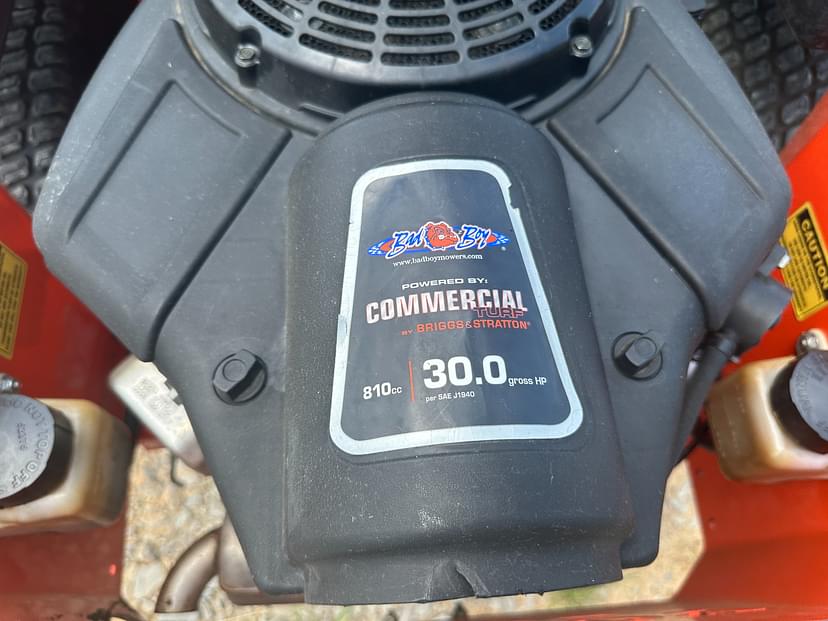 Bad Boy
www.badboymowers.com
POWERED BY:
COMMERCIAL
TURF
BY BRIGGS & STRATTON®
810cc
30.0 gross HP
per SAE J1940
CAUTION